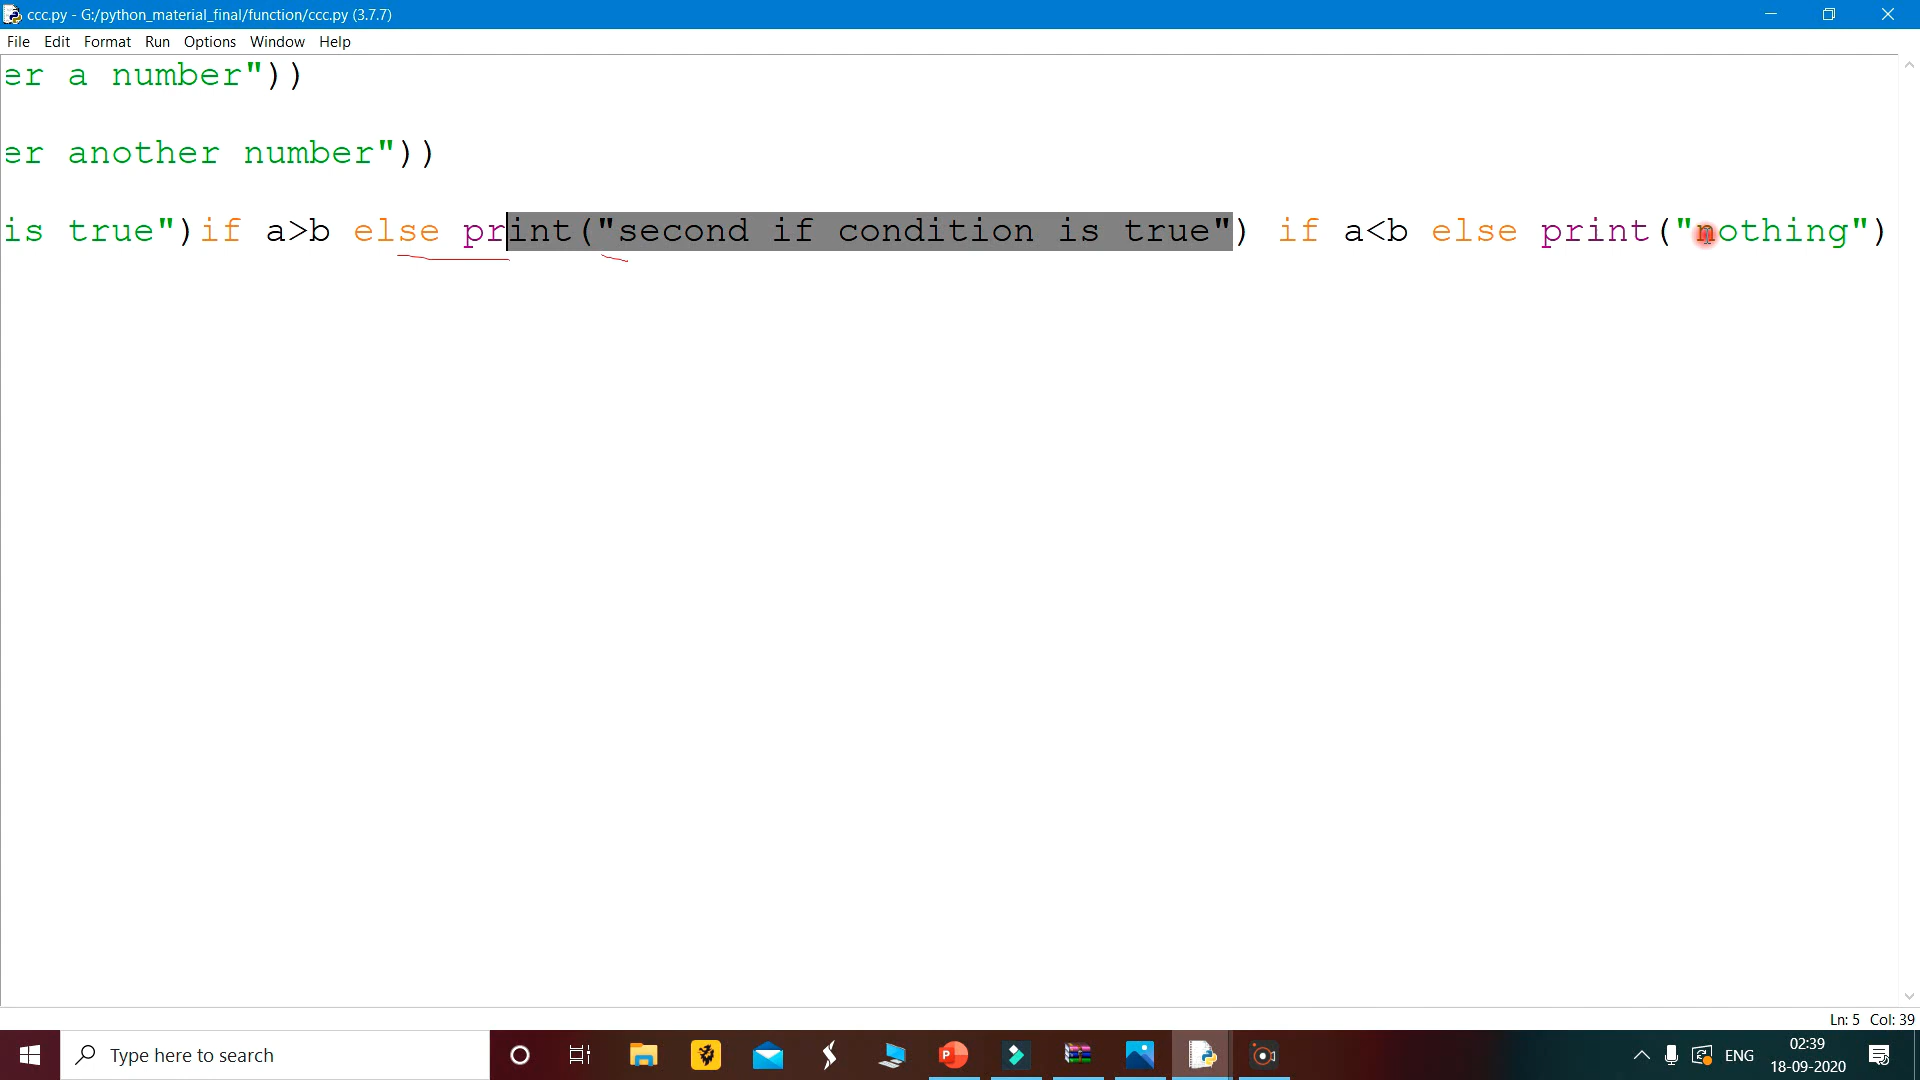 ccc.py - G:/python_material_final/function/ccc.py (3.7.7)
File Edit Format Run Options Window Help
er a number"))
er another number"))
is true")if a>b else print("second if condition is true") if a<b else print("nothing")
Ln: 5 Col: 39
Type here to search
ENG
02:39
18-09-2020